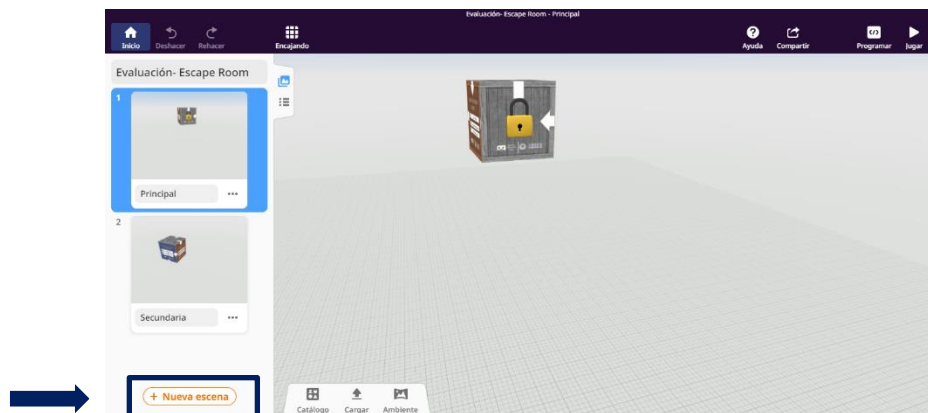 Evaluación- Escape Room - Principal
Inicio
Deshacer
Rehacer
Encajando
Ayuda
Compartir
Programar
Jugar
Evaluación- Escape Room
1
Principal
2
Secundaria
+ Nueva escena
Catálogo
Cargar
Ambiente